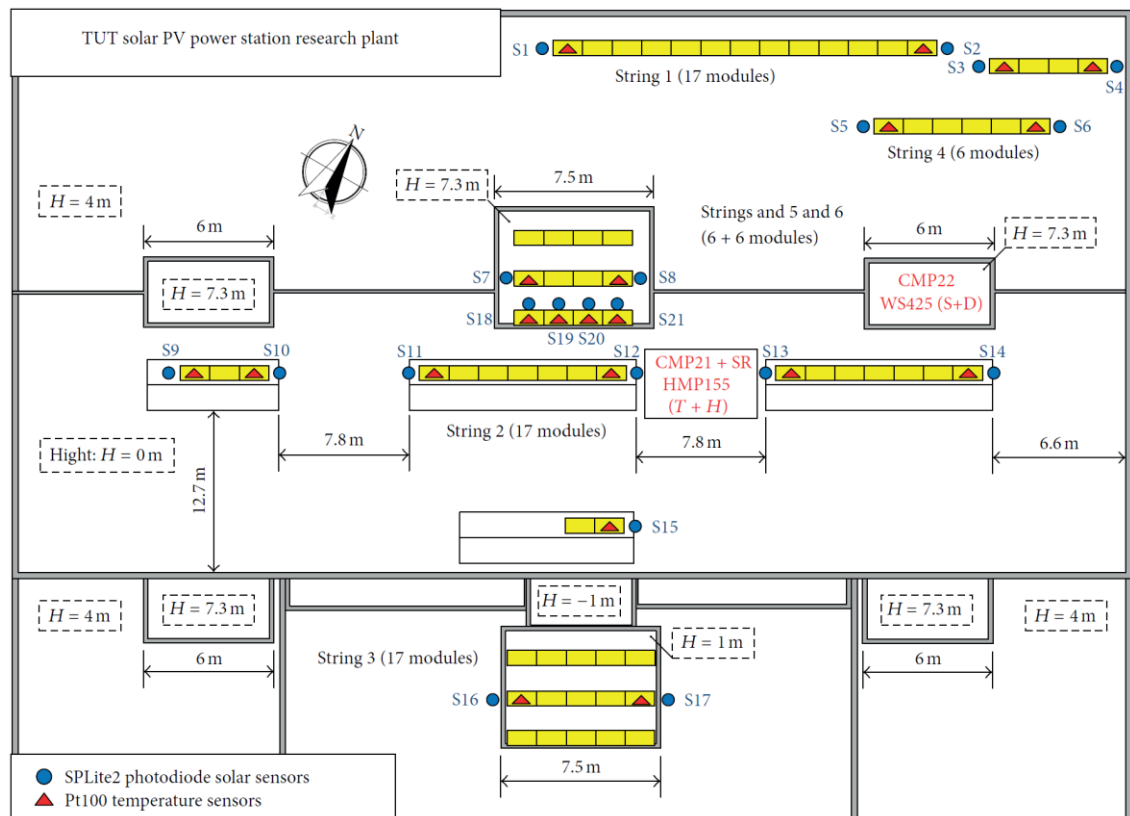 TUT solar PV power station research plant
S1
S2
S3
S4
String 1 (17 modules)
S5
S6
String 4 (6 modules)
N
H = 4 m
H = 7.3 m
7.5 m
Strings and 5 and 6
(6 + 6 modules)
6 m
6 m
H = 7.3 m
H = 7.3 m
CMP22
WS425 (S+D)
S7
S8
S18
S19
S20
S21
S9
S10
S11
S12
CMP21 + SR
HMP155
(T + H)
S13
S14
String 2 (17 modules)
7.8 m
7.8 m
6.6 m
Hight: H = 0 m
12.7 m
S15
H = 4 m
H = 7.3 m
H = −1 m
H = 7.3 m
H = 4 m
H = 1 m
6 m
String 3 (17 modules)
6 m
S16
S17
7.5 m
SPLite2 photodiode solar sensors
Pt100 temperature sensors